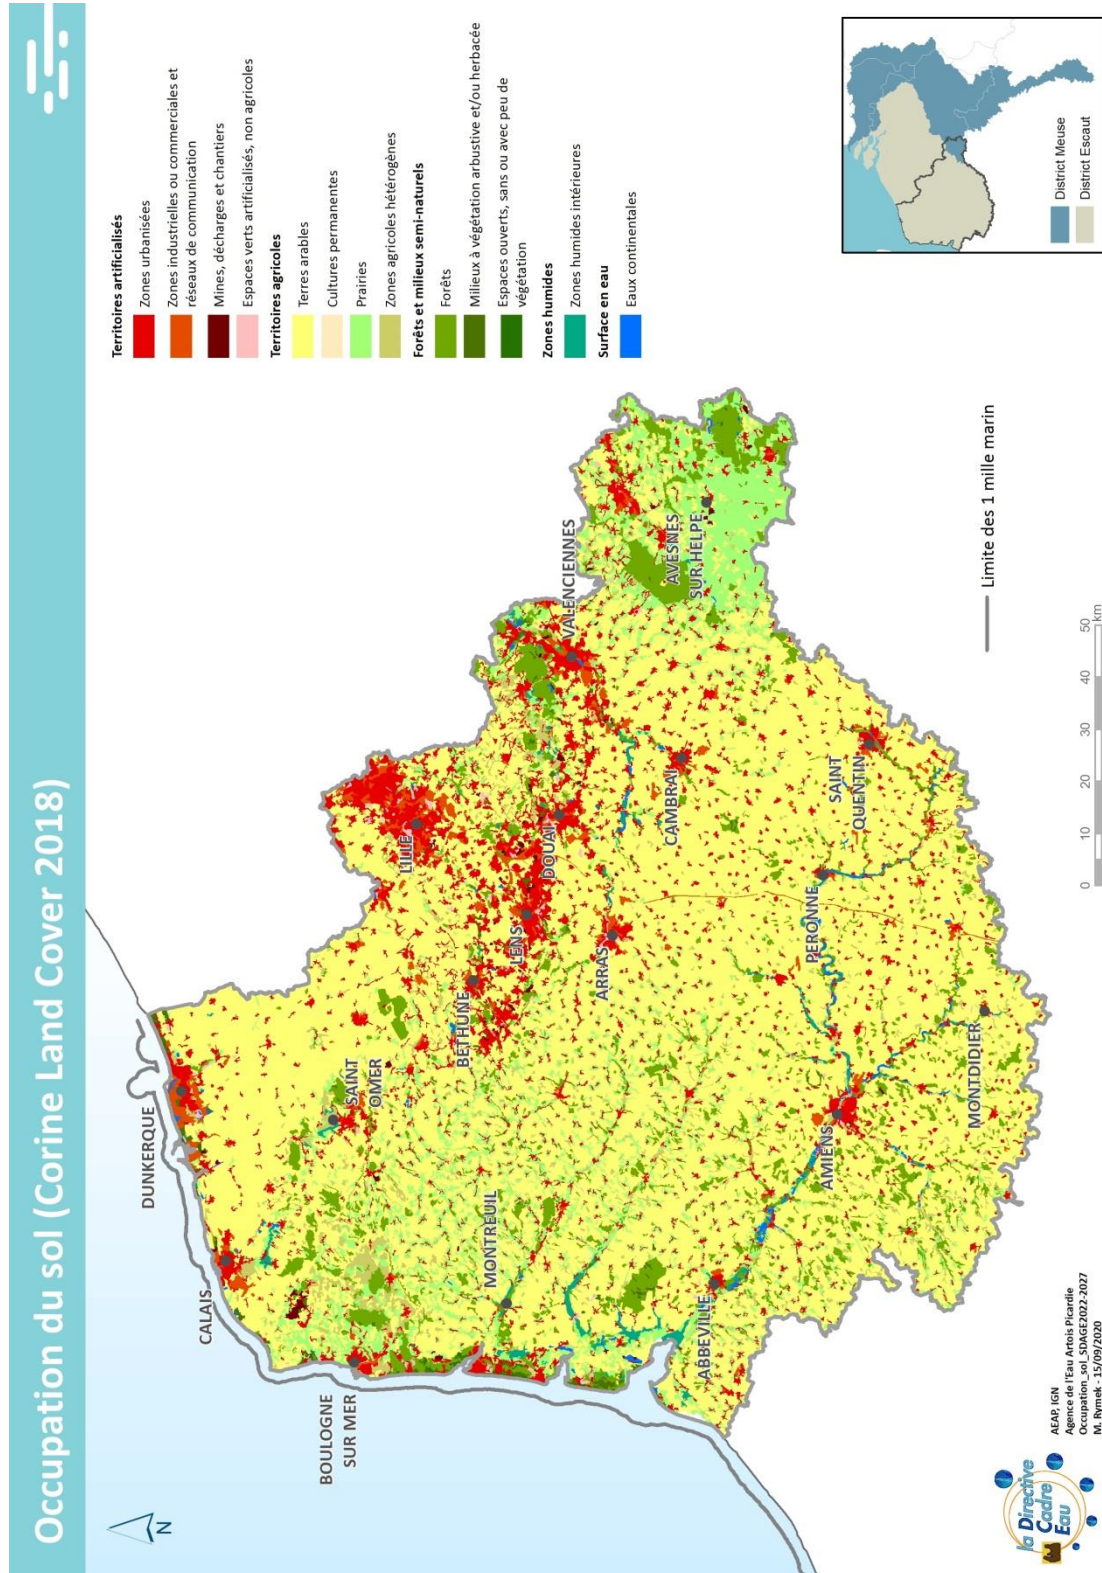 Occupation du sol (Corine Land Cover 2018)
N
DUNKERQUE
CALAIS
BOULOGNE
SUR MER
SAINT
OMER
MONTREUIL
BETHUNE
LILLE
LENS
DOUAI
VALENCIENNES
ARRAS
CAMBRAI
AVESNES
SUR HELPE
ABBEVILLE
AMIENS
PERONNE
SAINT
QUENTIN
MONTDIDIER
Territoires artificialisés
Zones urbanisées
Zones industrielles ou commerciales et
réseaux de communication
Mines, décharges et chantiers
Espaces verts artificialisés, non agricoles
Territoires agricoles
Terres arables
Cultures permanentes
Prairies
Zones agricoles hétérogènes
Forêts et milieux semi-naturels
Forêts
Milieux à végétation arbustive et/ou herbacée
Espaces ouverts, sans ou avec peu de
végétation
Zones humides
Zones humides intérieures
Surface en eau
Eaux continentales
Limite des 1 mille marin
0 10 20 30 40 50
km
District Meuse
District Escaut
la Directive
Cadre
Eau
AEAP, IGN
Agence de l'Eau Artois Picardie
Occupation_sol_SDAGE2022-2027
M. Rymek - 15/09/2020